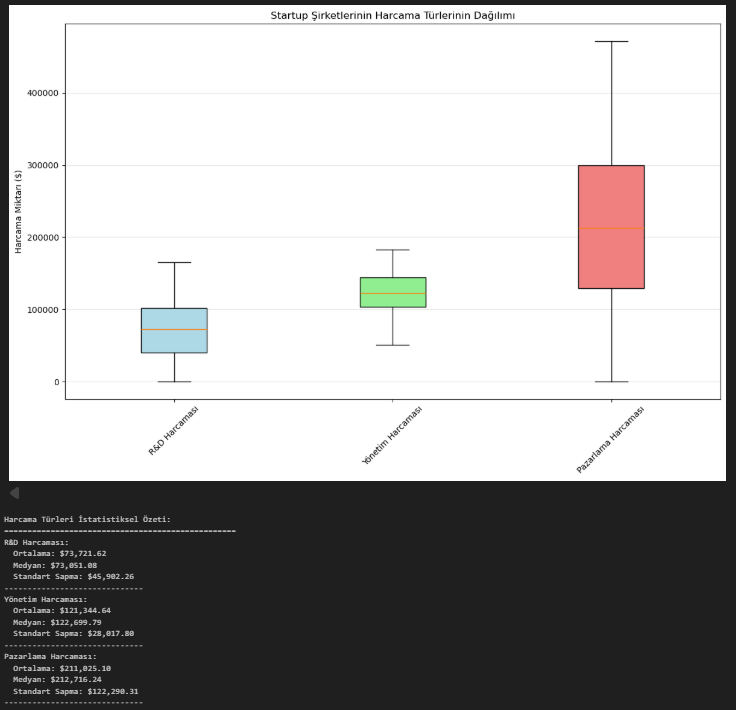 Startup Şirketlerinin Harcama Türlerinin Dağılımı
Harcama Miktarı ($)
400000
300000
200000
100000
0
R&D Harcaması
Yönetim Harcaması
Pazarlama Harcaması
Harcama Türleri İstatistiksel Özeti:
==================================================
R&D Harcaması:
  Ortalama: $73,721.62
  Medyan: $73,051.08
  Standart Sapma: $45,902.26
------------------------------
Yönetim Harcaması:
  Ortalama: $121,344.64
  Medyan: $122,699.79
  Standart Sapma: $28,017.80
------------------------------
Pazarlama Harcaması:
  Ortalama: $211,025.10
  Medyan: $212,716.24
  Standart Sapma: $122,290.31
------------------------------